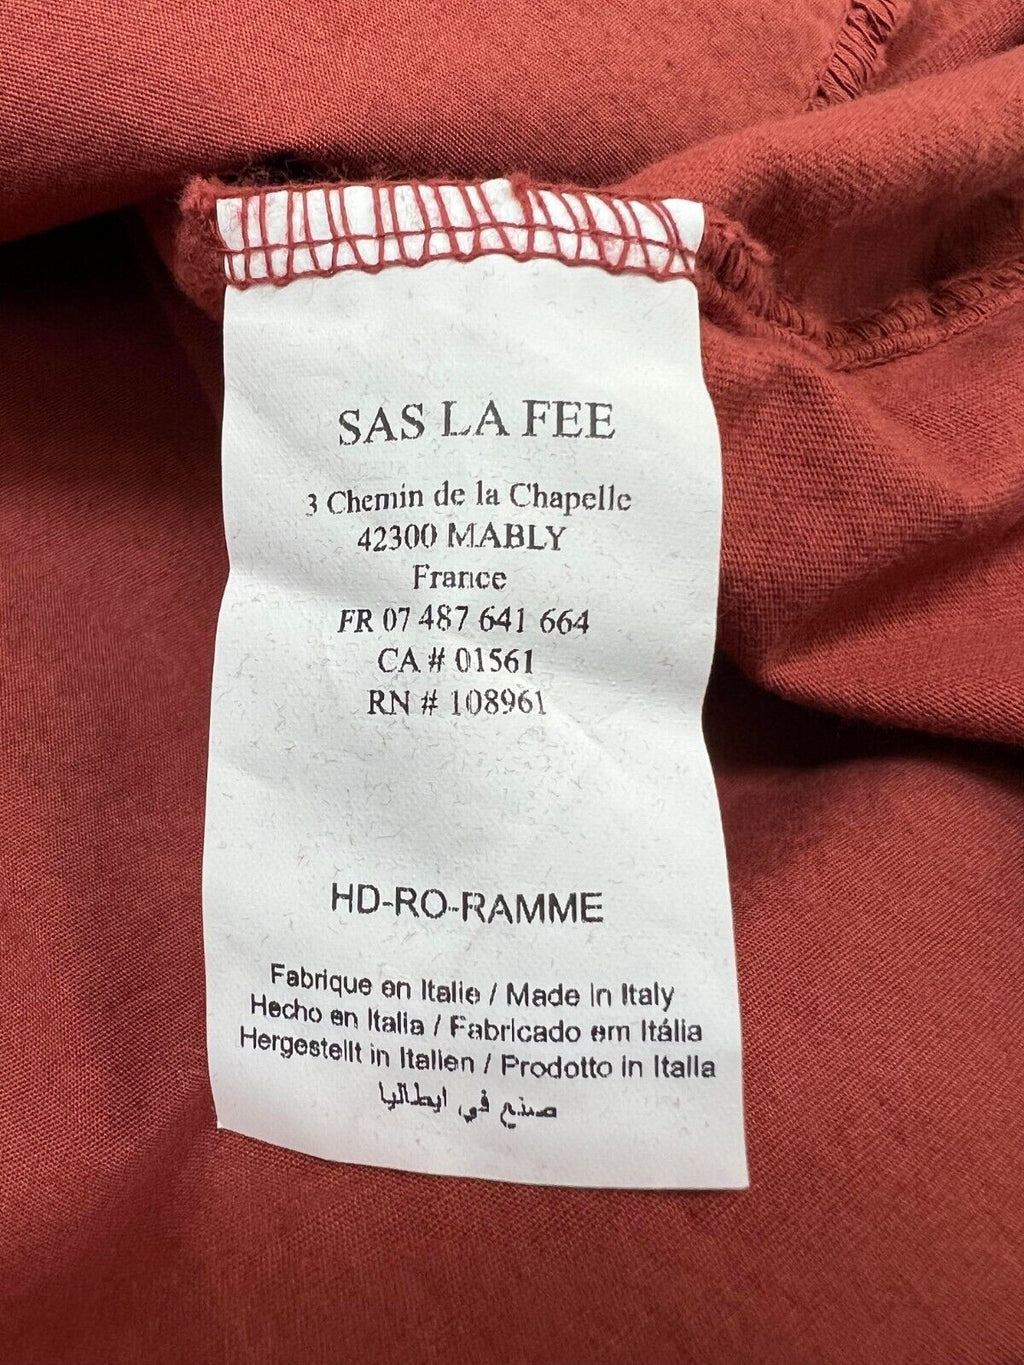 SAS LA FEE
3 Chemin de la Chapelle
42300 MABLY
France
FR 07 487 641 664
CA # 01561
RN # 108961
HD-RO-RAMME
Fabrique en Italie / Made in Italy
Hecho en Italia / Fabricado em Itália
Hergestellt in Italien / Prodotto in Italia
صنع في ايطاليا